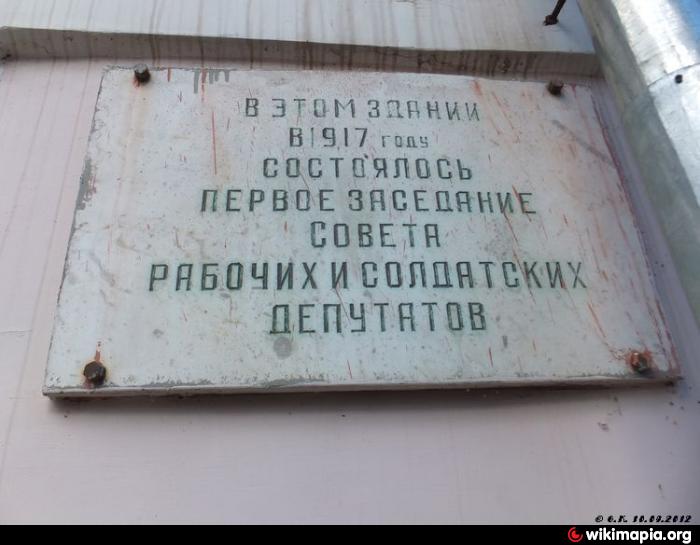 В ЭТОМ ЗДАНИИ
В 1917 году
СОСТОЯЛОСЬ
ПЕРВОЕ ЗАСЕДАНИЕ
СОВЕТА
РАБОЧИХ И СОЛДАТСКИХ
ДЕПУТАТОВ
© Є.К. 10.09.2012
wikimapia.org